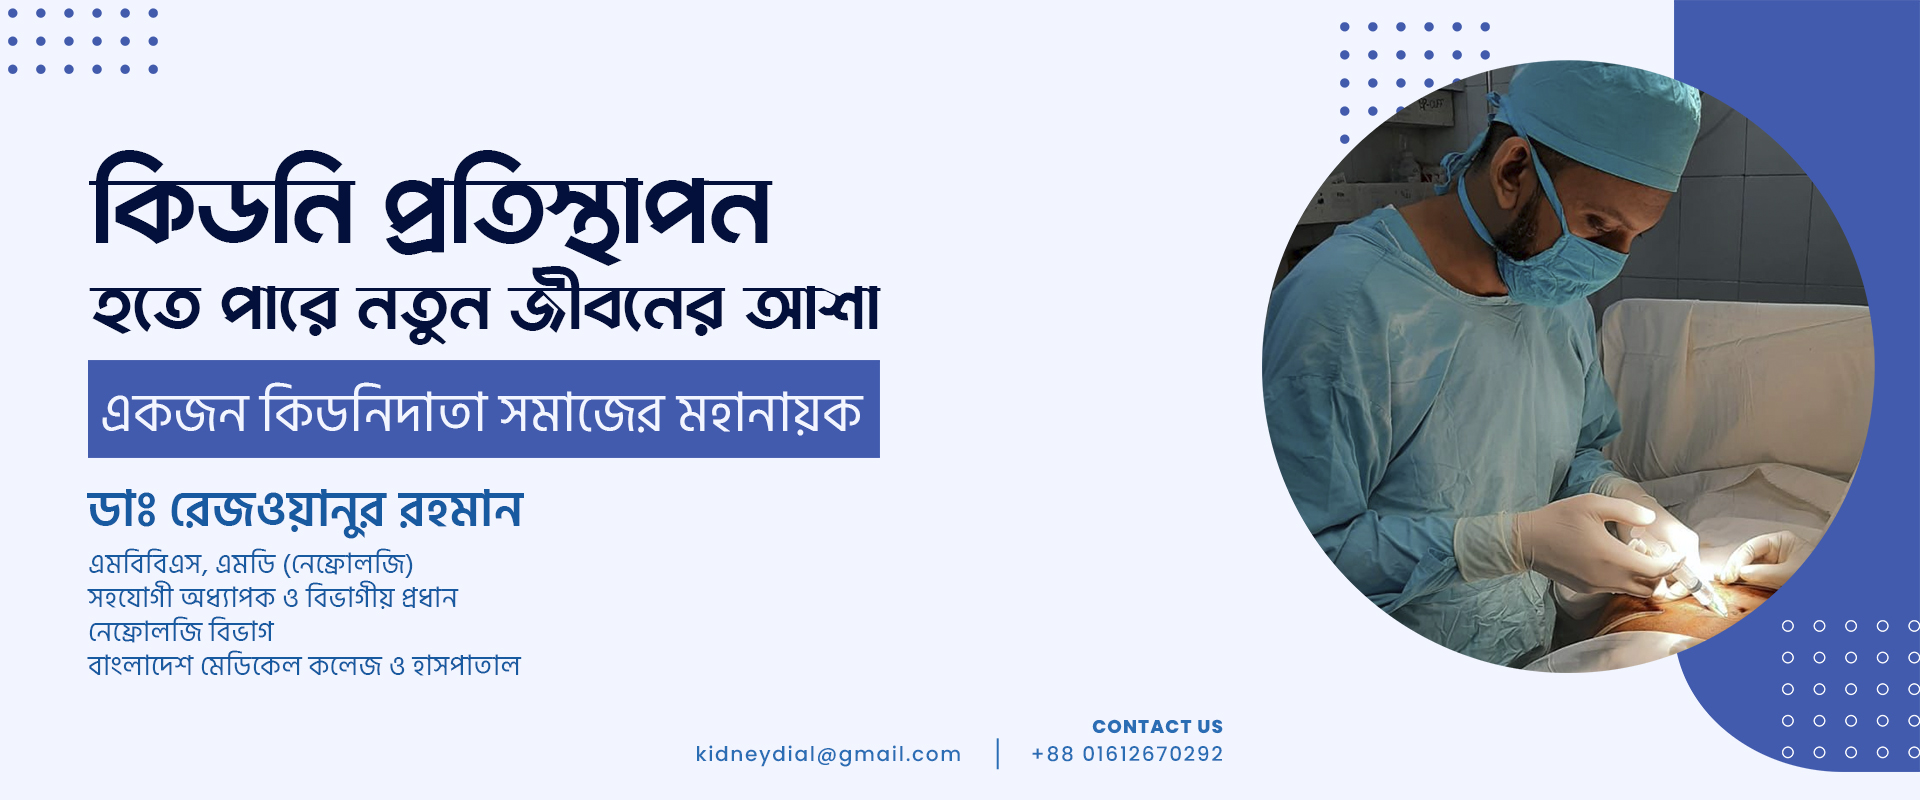 কিডনি প্রতিস্থাপন
হতে পারে নতুন জীবনের আশা
একজন কিডনিদাতা সমাজের মহানায়ক
ডাঃ রেজওয়ানুর রহমান
এমবিবিএস, এমডি (নেফ্রোলজি)
সহযোগী অধ্যাপক ও বিভাগীয় প্রধান
নেফ্রোলজি বিভাগ
বাংলাদেশ মেডিকেল কলেজ ও হাসপাতাল
CONTACT US
kidneydial@gmail.com | +88 01612670292